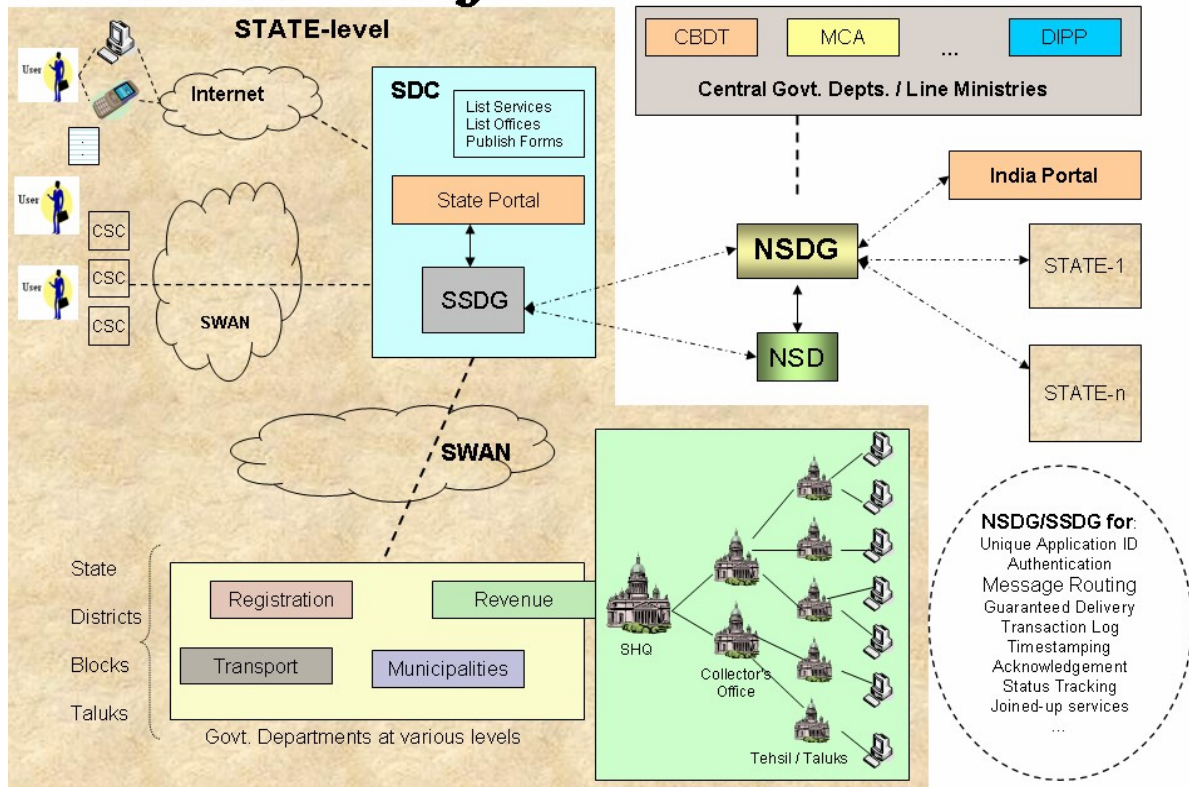 STATE-level
User
Internet
User
CSC
CSC
User
CSC
SWAN
SDC
List Services
List Offices
Publish Forms
State Portal
SSDG
CBDT
MCA
...
DIPP
Central Govt. Depts. / Line Ministries
India Portal
NSDG
STATE-1
NSD
STATE-n
SWAN
State
Districts
Blocks
Taluks
Registration
Revenue
Transport
Municipalities
Govt. Departments at various levels
SHQ
Collector's
Office
Tehsil / Taluks
NSDG/SSDG for:
Unique Application ID
Authentication
Message Routing
Guaranteed Delivery
Transaction Log
Timestamping
Acknowledgement
Status Tracking
Joined-up services
...